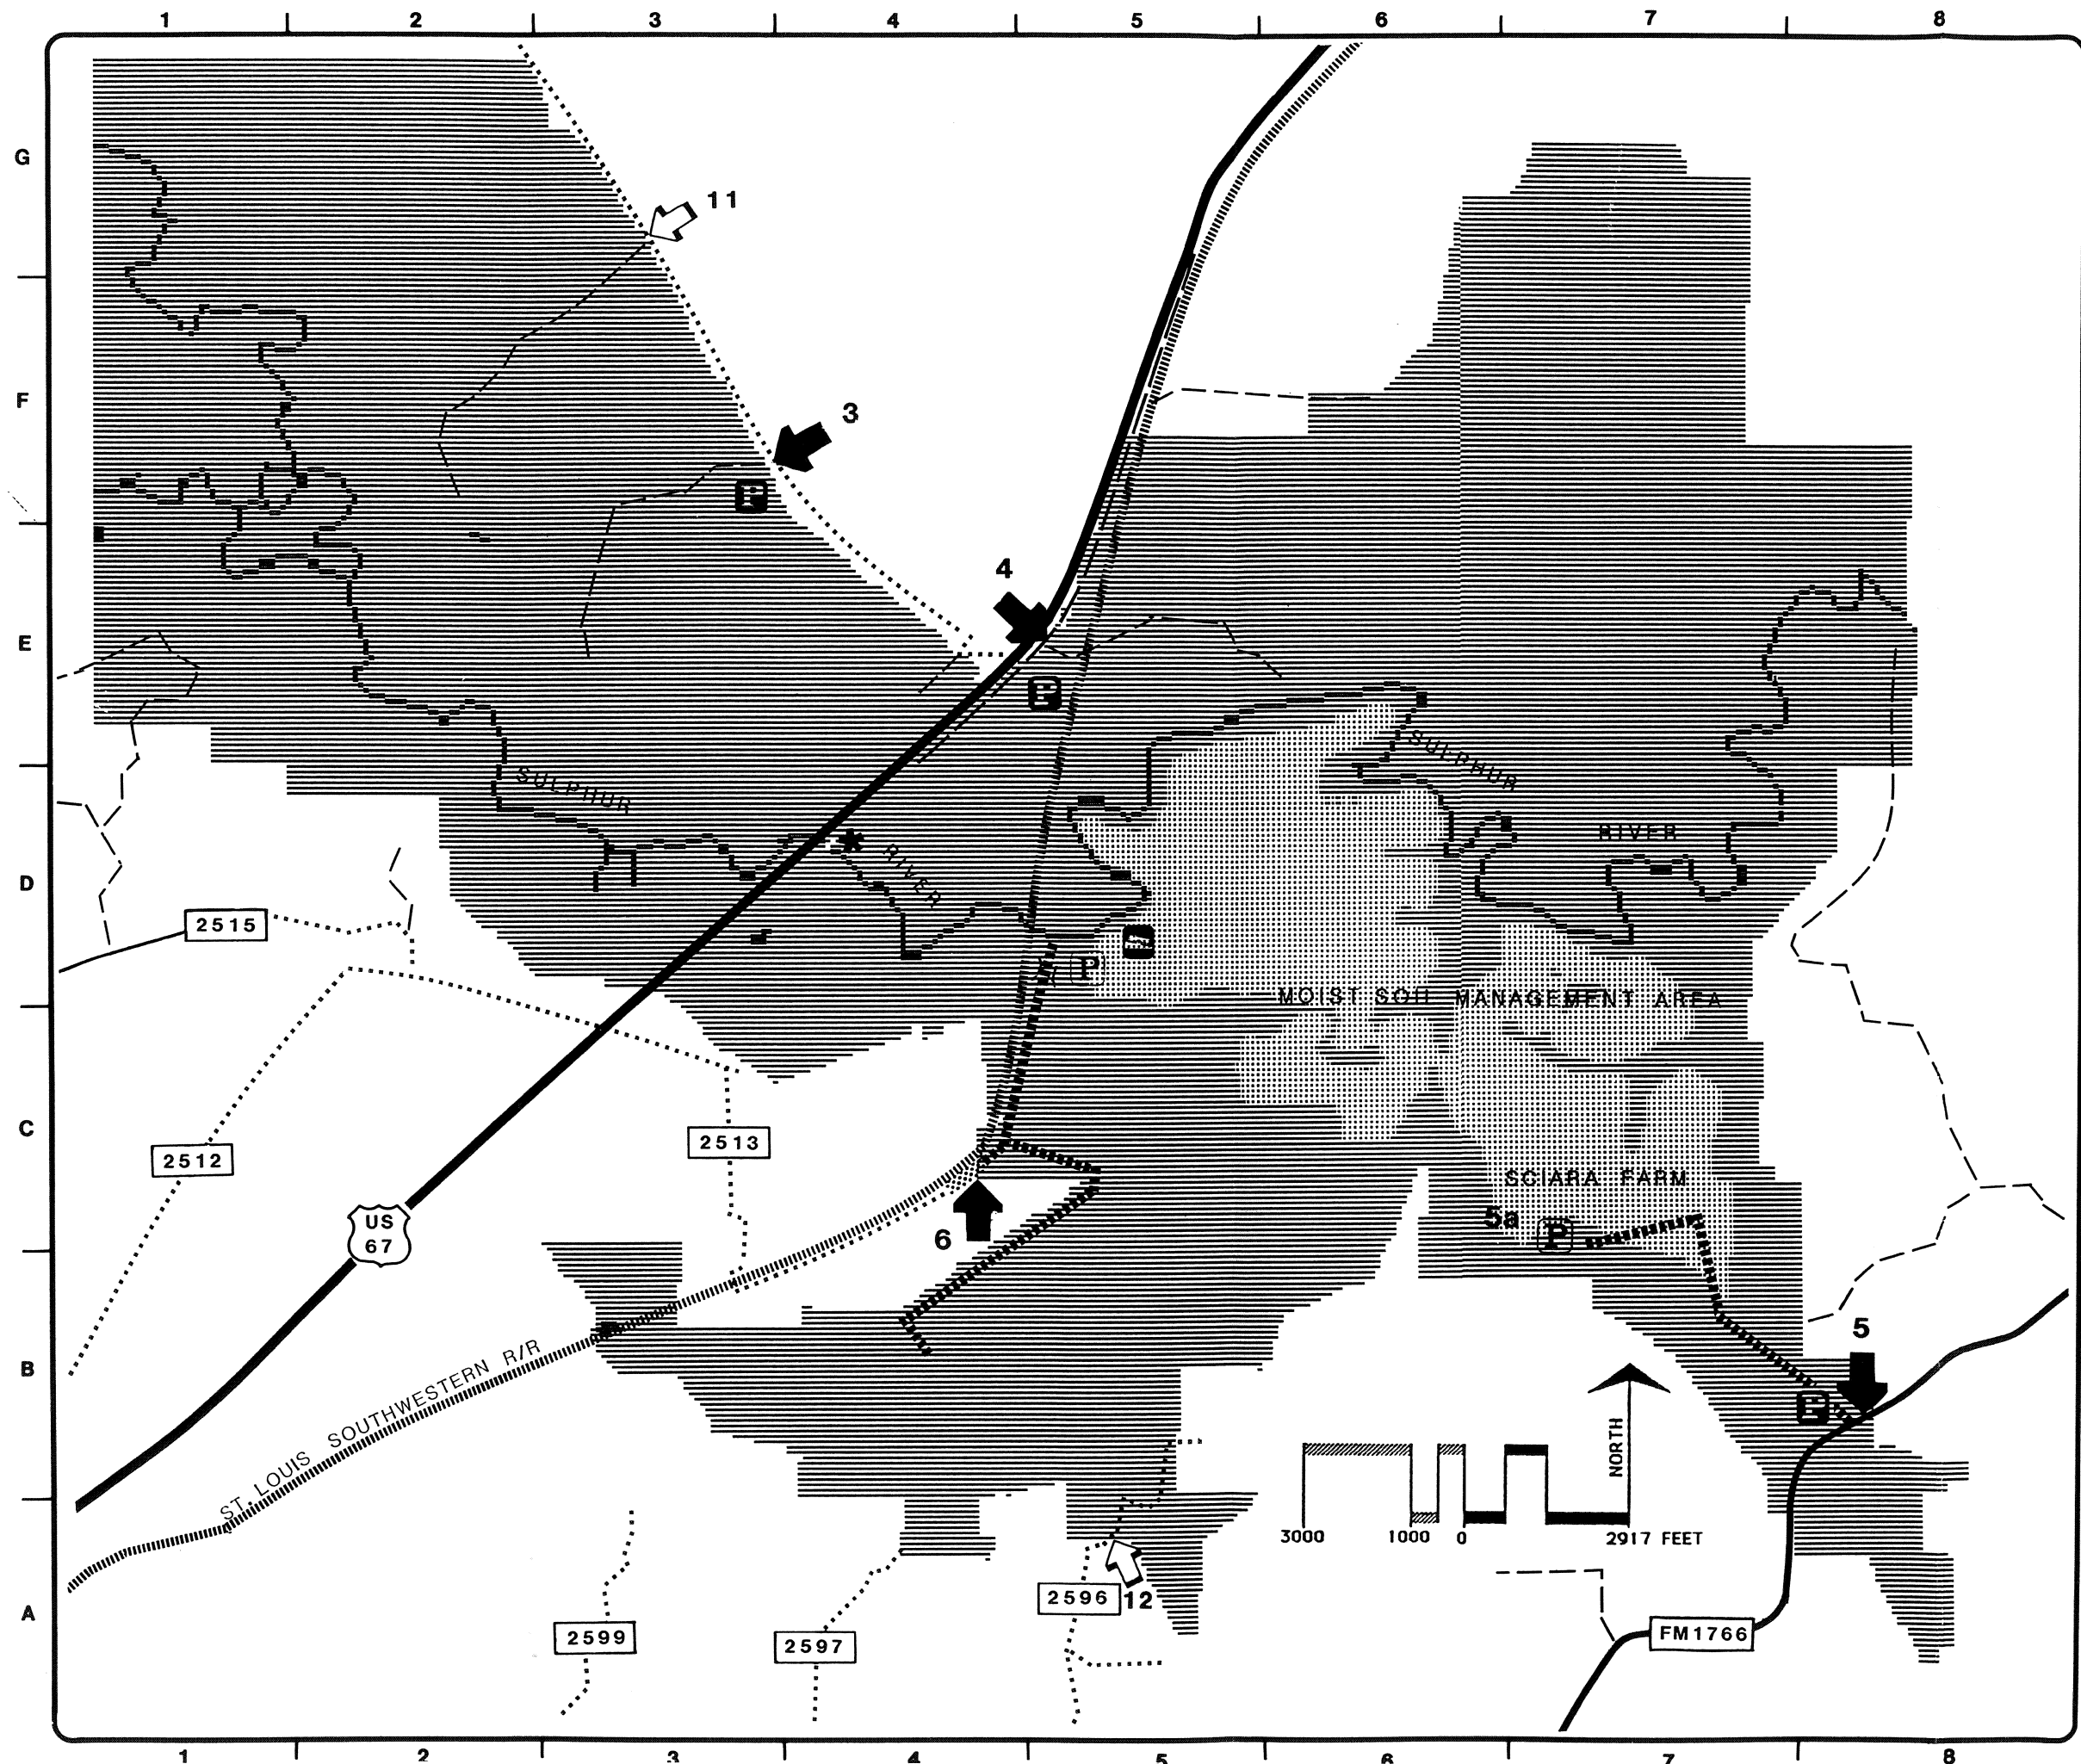 1 2 3 4 5 6 7 8
G
11
F
3
P
4
E
P
SULPHUR
SULPHUR
RIVER
RIVER
D
2515
P
MOIST SOIL MANAGEMENT AREA
C
2513
2512
SCIARA FARM
5a
P
US
67
6
5
B
ST. LOUIS SOUTHWESTERN R/R
P
NORTH
3000 1000 0 2917 FEET
2596
12
A
2599
2597
FM1766
1 2 3 4 5 6 7 8